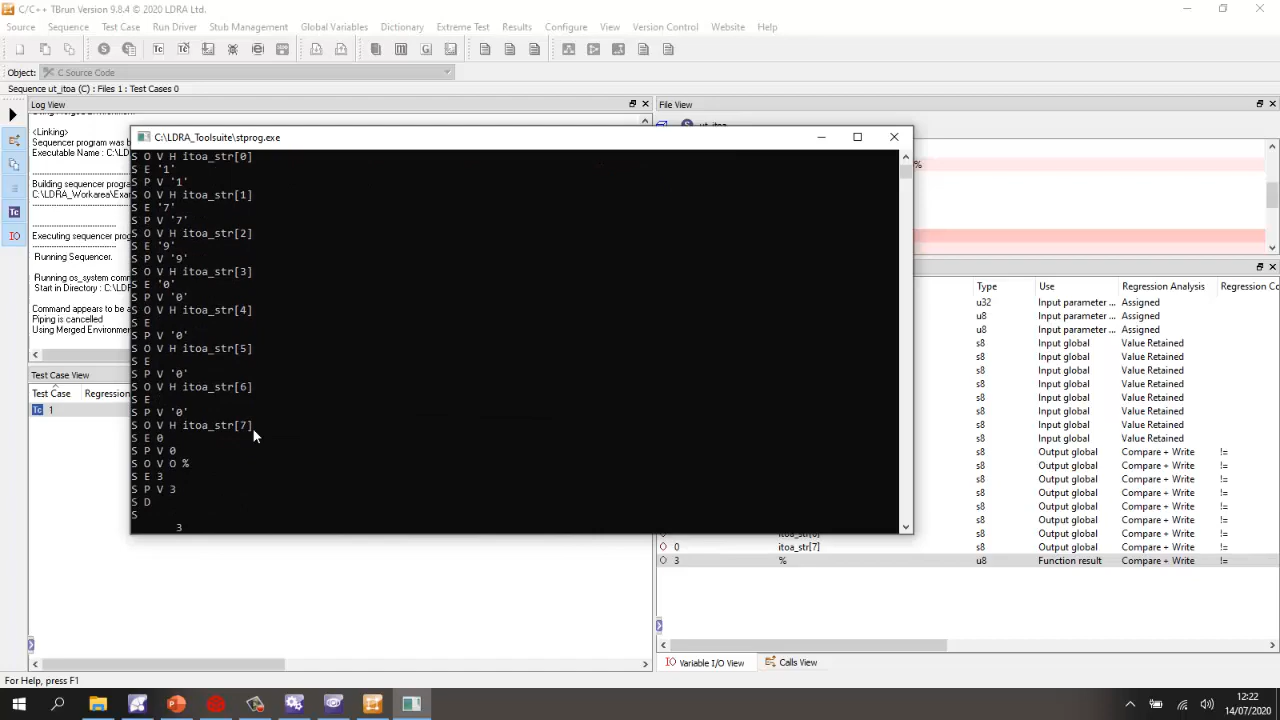 C/C++ TBrun Version 9.8.4 © 2020 LDRA Ltd.
Source Sequence Test Case Run Driver Stub Management Global Variables Dictionary Extreme Test Results Configure View Version Control Window Help
Object: C Source Code
Sequence ut_itoa (C) : Files 1 : Test Cases 0
Log View
File View
<Linking>
Sequencer program was b
Executable Name : C:\LD
Building sequencer progra
C:\LDRA_Workarea\Exa
Executing sequencer prog
Running Sequencer.
Running os_system comm
Start in Directory : C:\LD
Command appears to be a
Piping is cancelled
Using Merged Environme
C:\LDRA_Toolsuite\stprog.exe
S O V H itoa_str[0]
S E '1'
S P V '1'
S O V H itoa_str[1]
S E '7'
S P V '7'
S O V H itoa_str[2]
S E '9'
S P V '9'
S O V H itoa_str[3]
S E '0'
S P V '0'
S O V H itoa_str[4]
S E
S P V '0'
S O V H itoa_str[5]
S E
S P V '0'
S O V H itoa_str[6]
S E
S P V '0'
S O V H itoa_str[7]
S E 0
S P V 0
S O V O %
S E 3
S P V 3
S D
S
3
%
Test Case View
Test Case Regression
Tc 1
Type Use Regression Analysis Regression Co
u32 Input parameter ... Assigned
u8 Input parameter ... Assigned
u8 Input parameter ... Assigned
s8 Input global Value Retained
s8 Input global Value Retained
s8 Input global Value Retained
s8 Input global Value Retained
s8 Input global Value Retained
s8 Input global Value Retained
s8 Input global Value Retained
s8 Input global Value Retained
s8 Output global Compare + Write !=
s8 Output global Compare + Write !=
s8 Output global Compare + Write !=
s8 Output global Compare + Write !=
s8 Output global Compare + Write !=
s8 Output global Compare + Write !=
s8 Output global Compare + Write !=
0 itoa_str[7] s8 Output global Compare + Write !=
3 % u8 Function result Compare + Write !=
Variable I/O View Calls View
For Help, press F1
12:22
14/07/2020